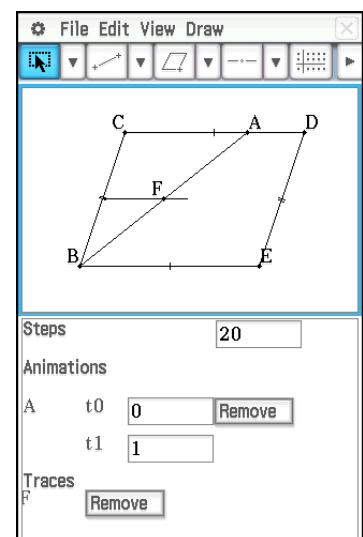 File Edit View Draw
C A D
F
B E
Steps 20
Animations
A t0 0 Remove
t1 1
Traces
F Remove